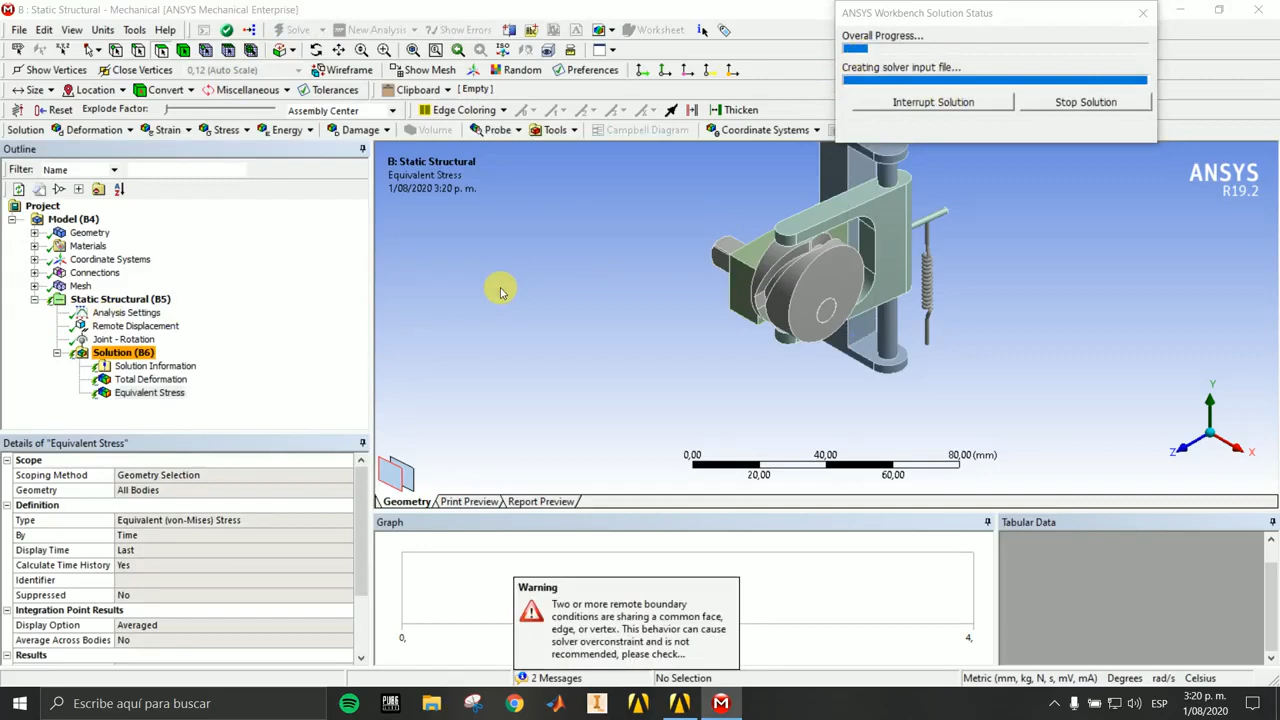 B : Static Structural - Mechanical [ANSYS Mechanical Enterprise]
File Edit View Units Tools Help Solve New Analysis Show Errors Worksheet
Show Vertices Close Vertices 0,12 (Auto Scale) Wireframe Show Mesh Random Preferences
Size Location Convert Miscellaneous Tolerances Clipboard [ Empty ]
Reset Explode Factor: Assembly Center Edge Coloring Thicken
Solution Deformation Strain Stress Energy Damage Volume Probe Tools Campbell Diagram Coordinate Systems
ANSYS Workbench Solution Status
Overall Progress...
Creating solver input file...
Interrupt Solution Stop Solution
Outline
Filter: Name
Project
Model (B4)
Geometry
Materials
Coordinate Systems
Connections
Mesh
Static Structural (B5)
Analysis Settings
Remote Displacement
Joint - Rotation
Solution (B6)
Solution Information
Total Deformation
Equivalent Stress
Details of "Equivalent Stress"
Scope
Scoping Method Geometry Selection
Geometry All Bodies
Definition
Type Equivalent (von-Mises) Stress
By Time
Display Time Last
Calculate Time History Yes
Identifier
Suppressed No
Integration Point Results
Display Option Averaged
Average Across Bodies No
Results
B: Static Structural
Equivalent Stress
1/08/2020 3:20 p. m.
ANSYS
R19.2
Y
Z X
0,00 40,00 80,00 (mm)
20,00 60,00
Geometry Print Preview Report Preview
Graph
0, 4,
Tabular Data
Warning
Two or more remote boundary
conditions are sharing a common face,
edge, or vertex. This behavior can cause
solver overconstraint and is not
recommended, please check...
2 Messages No Selection Metric (mm, kg, N, s, mV, mA) Degrees rad/s Celsius
Escribe aquí para buscar
PUBG
M
ESP
3:20 p. m.
1/08/2020